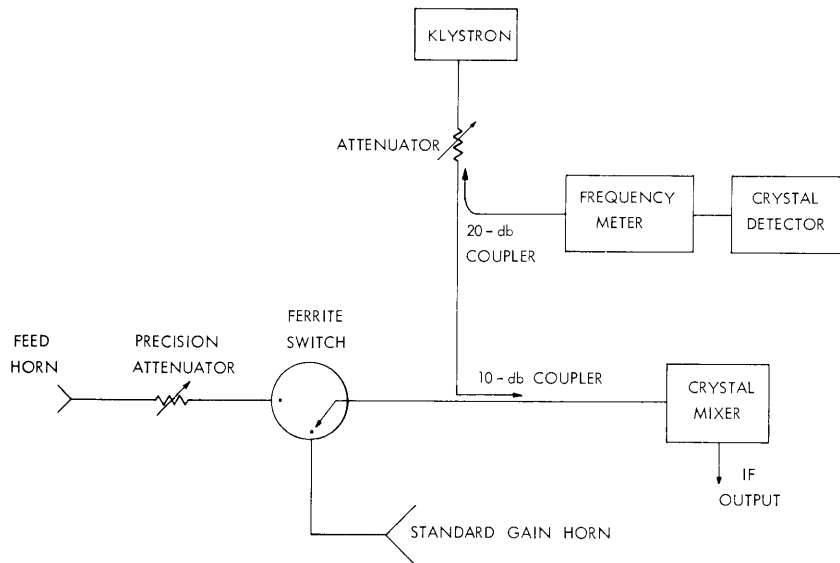 KLYSTRON
ATTENUATOR
FREQUENCY
METER
CRYSTAL
DETECTOR
20-db
COUPLER
FERRITE
SWITCH
FEED
HORN
PRECISION
ATTENUATOR
10-db COUPLER
CRYSTAL
MIXER
IF
OUTPUT
STANDARD GAIN HORN